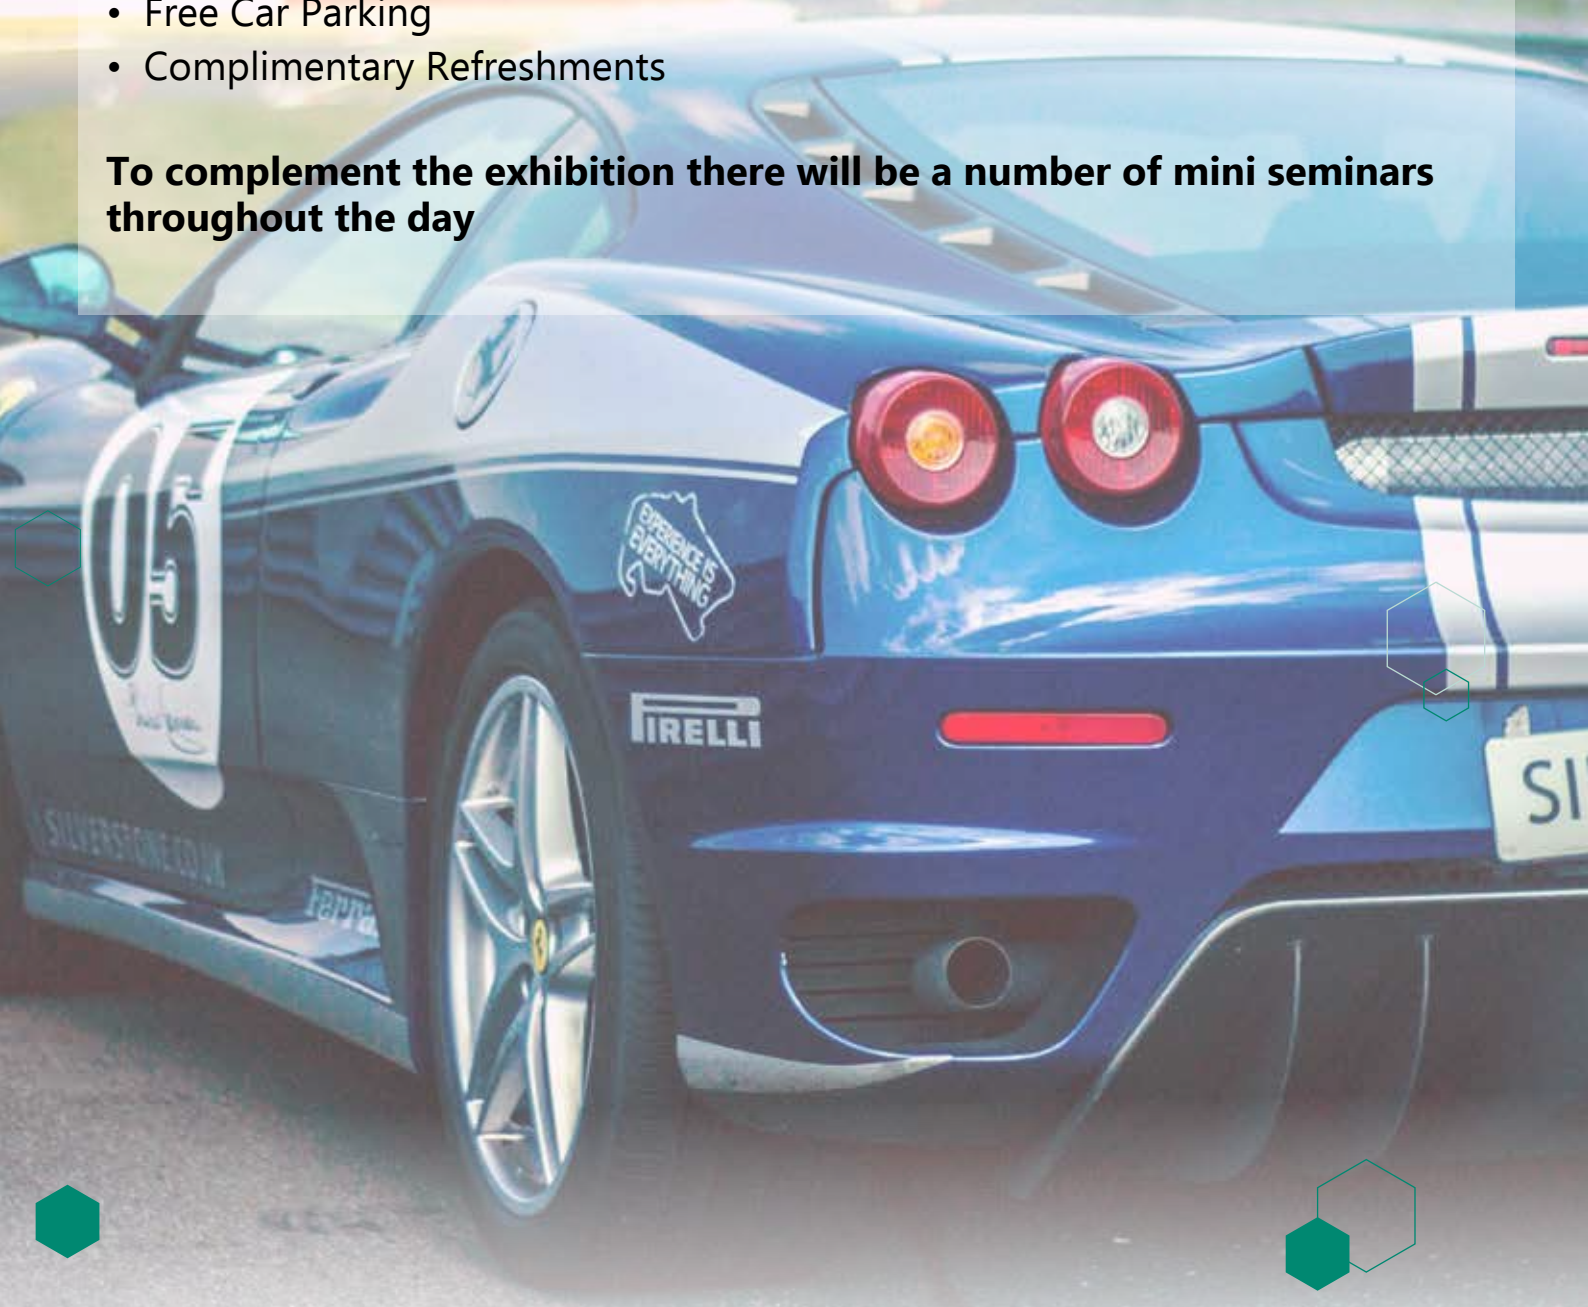 • Free Car Parking
• Complimentary Refreshments
To complement the exhibition there will be a number of mini seminars
throughout the day
05
EXPERIENCE IS
EVERYTHING
PIRELLI
SILVERSTONE.CO.UK